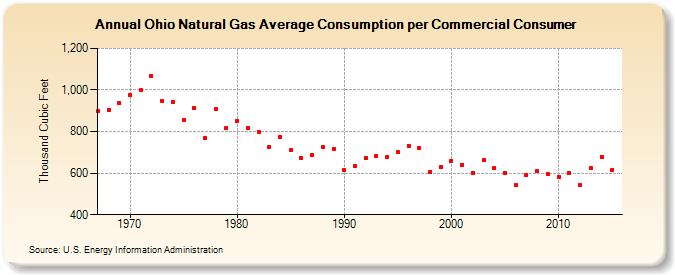 Annual Ohio Natural Gas Average Consumption per Commercial Consumer
Thousand Cubic Feet
1,200
1,000
800
600
400
1970 1980 1990 2000 2010
Source: U.S. Energy Information Administration